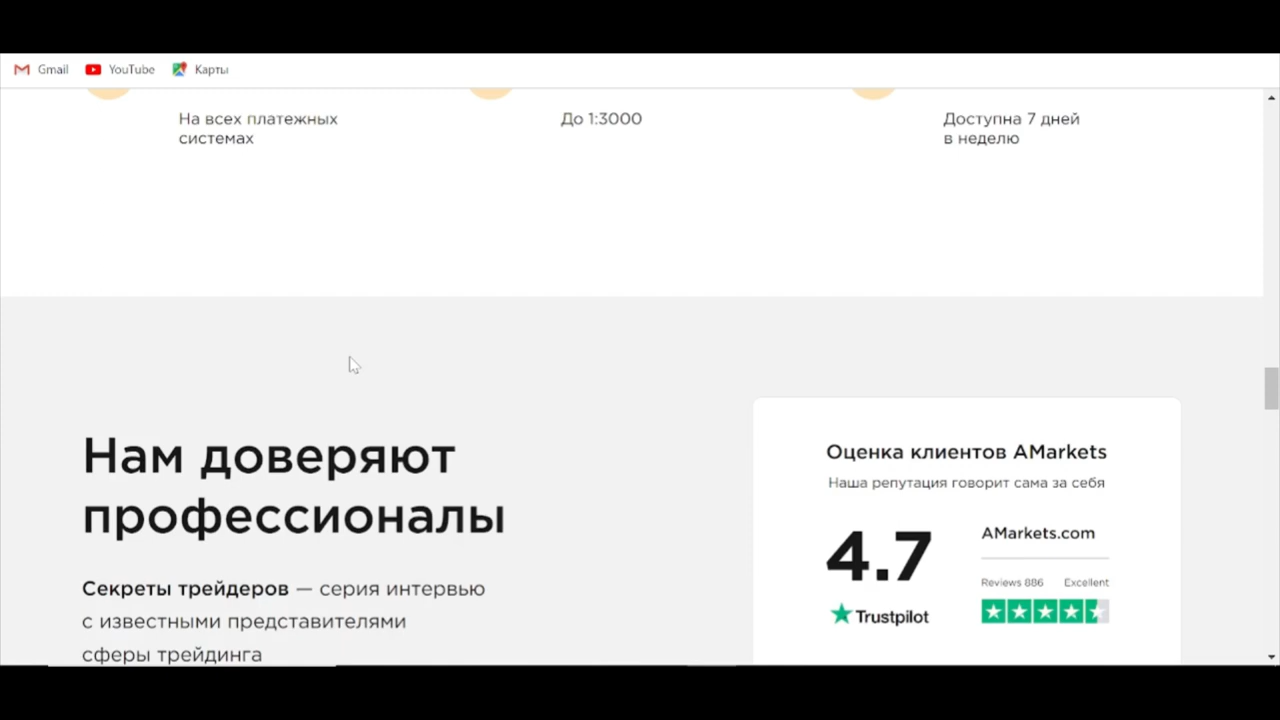 Gmail YouTube Карты
На всех платежных
системах
До 1:3000
Доступна 7 дней
в неделю
Нам доверяют
профессионалы
Секреты трейдеров — серия интервью
с известными представителями
сферы трейдинга
Оценка клиентов AMarkets
Наша репутация говорит сама за себя
4.7
Trustpilot
AMarkets.com
Reviews 886 Excellent